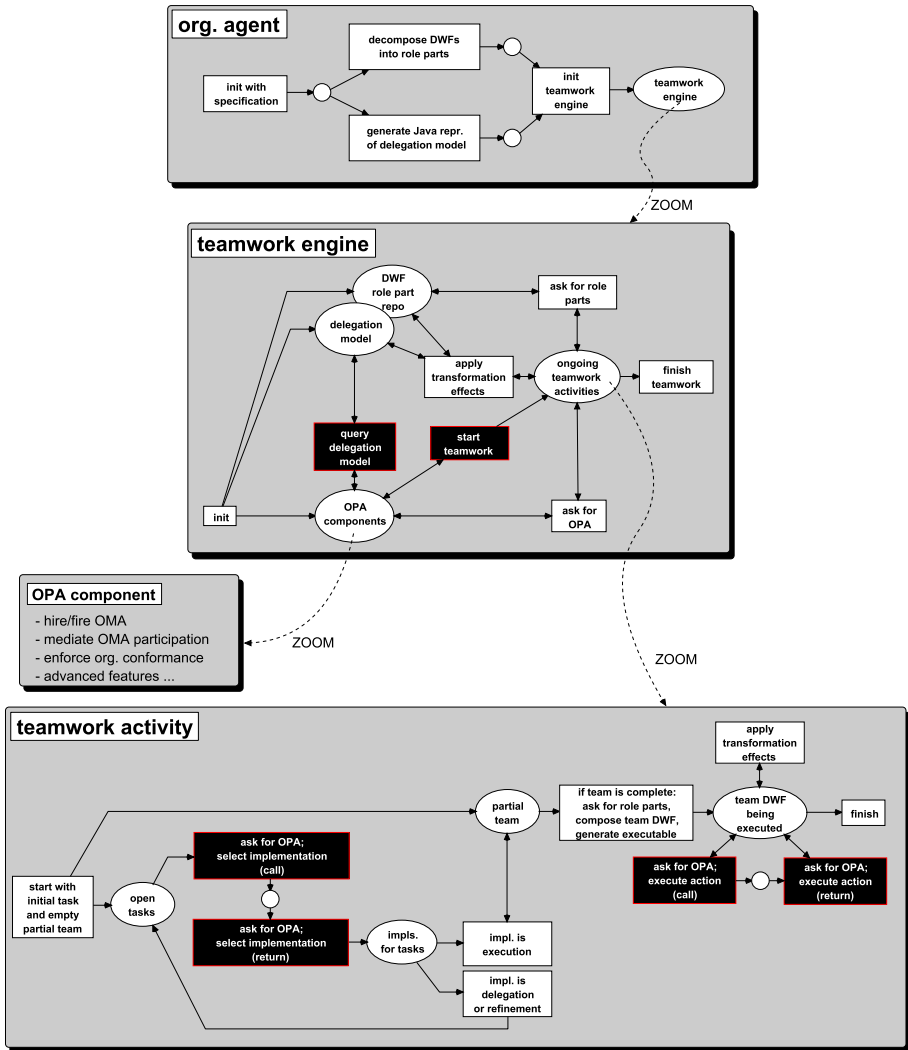 org. agent
decompose DWFs
into role parts
init with
specification
init
teamwork
engine
teamwork
engine
generate Java repr.
of delegation model
ZOOM
teamwork engine
DWF
role part
repo
ask for role
parts
delegation
model
apply
transformation
effects
ongoing
teamwork
activities
finish
teamwork
query
delegation
model
start
teamwork
init
OPA
components
ask for
OPA
OPA component
- hire/fire OMA
- mediate OMA participation
- enforce org. conformance
- advanced features ...
ZOOM
ZOOM
teamwork activity
apply
transformation
effects
partial
team
if team is complete:
ask for role parts,
compose team DWF,
generate executable
team DWF
being
executed
finish
ask for OPA;
select implementation
(call)
ask for OPA;
execute action
(call)
ask for OPA;
execute action
(return)
start with
initial task
and empty
partial team
open
tasks
ask for OPA;
select implementation
(return)
impls.
for tasks
impl. is
execution
impl. is
delegation
or refinement